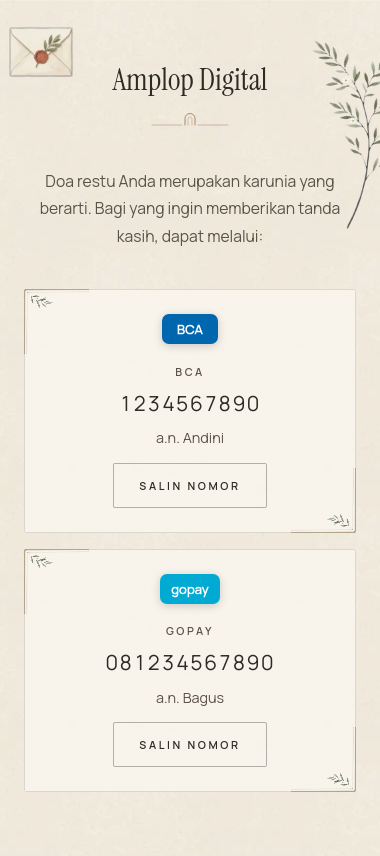 Amplop Digital
Doa restu Anda merupakan karunia yang
berarti. Bagi yang ingin memberikan tanda
kasih, dapat melalui:
BCA
BCA
1234567890
a.n. Andini
SALIN NOMOR
gopay
GOPAY
081234567890
a.n. Bagus
SALIN NOMOR